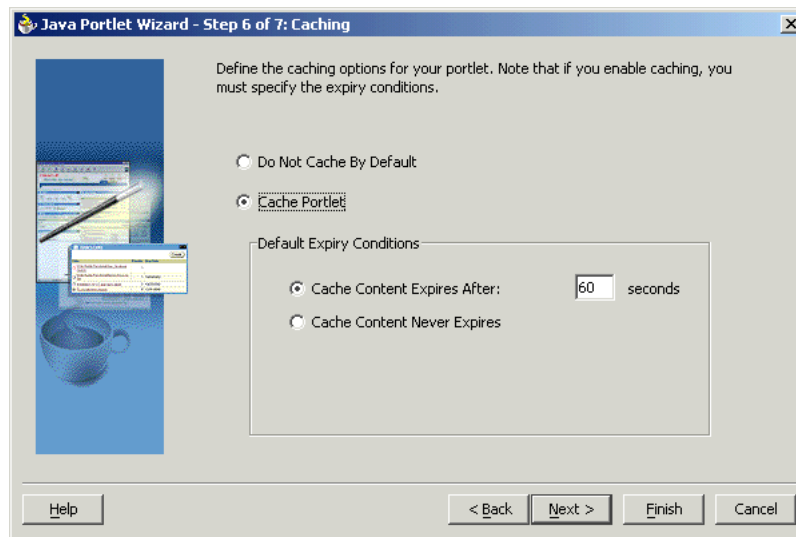 Java Portlet Wizard - Step 6 of 7: Caching
Define the caching options for your portlet. Note that if you enable caching, you
must specify the expiry conditions.
Do Not Cache By Default
Cache Portlet
Default Expiry Conditions
Cache Content Expires After: 60 seconds
Cache Content Never Expires
Help < Back Next > Finish Cancel